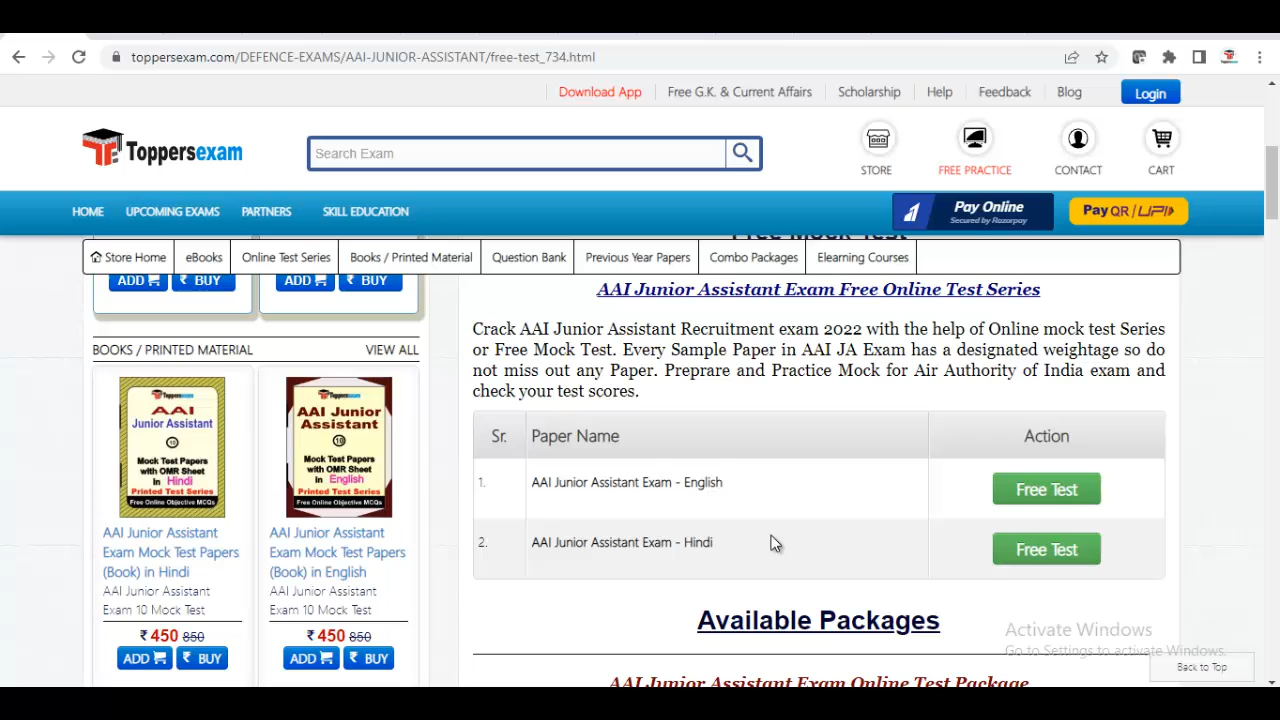 toppersexam.com/DEFENCE-EXAMS/AAI-JUNIOR-ASSISTANT/free-test_734.html
Download App Free G.K. & Current Affairs Scholarship Help Feedback Blog Login
Toppersexam
Search Exam
STORE FREE PRACTICE CONTACT CART
HOME UPCOMING EXAMS PARTNERS SKILL EDUCATION
Pay Online
Secured by Razorpay
Pay QR / UPI
Free Mock Test
Store Home eBooks Online Test Series Books / Printed Material Question Bank Previous Year Papers Combo Packages Elearning Courses
ADD ₹ BUY ADD ₹ BUY
BOOKS / PRINTED MATERIAL VIEW ALL
Toppersexam
AAI
Junior Assistant
10
Mock Test Papers
with OMR Sheet
in Hindi
Printed Test Series
Free Online Objective MCQs
Toppersexam
AAI Junior
Assistant
10
Mock Test Papers
with OMR Sheet
in English
Printed Test Series
Free Online Objective MCQs
AAI Junior Assistant
Exam Mock Test Papers
(Book) in Hindi
AAI Junior Assistant
Exam 10 Mock Test
₹ 450 850
ADD ₹ BUY
AAI Junior Assistant
Exam Mock Test Papers
(Book) in English
AAI Junior Assistant
Exam 10 Mock Test
₹ 450 850
ADD ₹ BUY
AAI Junior Assistant Exam Free Online Test Series
Crack AAI Junior Assistant Recruitment exam 2022 with the help of Online mock test Series
or Free Mock Test. Every Sample Paper in AAI JA Exam has a designated weightage so do
not miss out any Paper. Preprare and Practice Mock for Air Authority of India exam and
check your test scores.
Sr. Paper Name Action
1. AAI Junior Assistant Exam - English Free Test
2. AAI Junior Assistant Exam - Hindi Free Test
Available Packages
Activate Windows
Go to Settings to activate Windows.
Back to Top
AAI Junior Assistant Exam Online Test Package